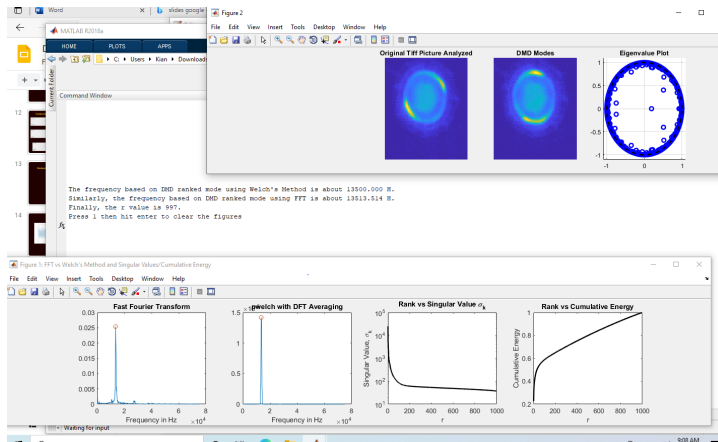 Word
slides google
MATLAB R2018a
HOME PLOTS APPS
C: Users Kian Download
Current Folder
Command Window
12
13
14
The frequency based on DMD ranked mode using Welch's Method is about 13500.000 H.
Similarly, the frequency based on DMD ranked mode using FFT is about 13513.514 H.
Finally, the r value is 997.
Press 1 then hit enter to clear the figures
fx
Figure 2
File Edit View Insert Tools Desktop Window Help
Original Tiff Picture Analyzed
DMD Modes
Eigenvalue Plot
1
0.5
0
-0.5
-1
-1 0 1
Figure 1: FFT vs Welch's Method and Singular Values/Cumulative Energy
File Edit View Insert Tools Desktop Window Help
Fast Fourier Transform
0.03
0.025
0.02
0.015
0.01
0.005
0
0 2 4 6 8
Frequency in Hz ×10⁴
pwelch with DFT Averaging
1.5
1
0.5
0
0 2 4 6 8
Frequency in Hz ×10⁴
Rank vs Singular Value σk
Singular Value, σk
10⁵
10⁴
10³
10²
10¹
0 200 400 600 800 1000
r
Rank vs Cumulative Energy
Cumulative Energy
1
0.8
0.6
0.4
0.2
0 200 400 600 800 1000
r
Waiting for input
9:08 AM